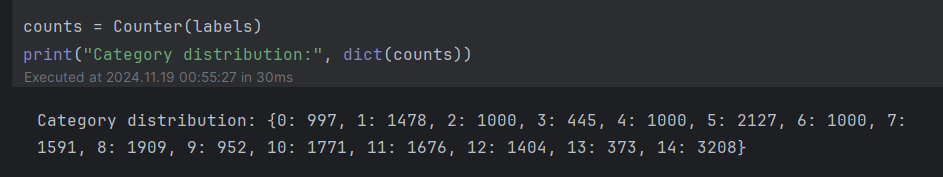 counts = Counter(labels)
print("Category distribution:", dict(counts))
Executed at 2024.11.19 00:55:27 in 30ms
Category distribution: {0: 997, 1: 1478, 2: 1000, 3: 445, 4: 1000, 5: 2127, 6: 1000, 7:
1591, 8: 1909, 9: 952, 10: 1771, 11: 1676, 12: 1404, 13: 373, 14: 3208}